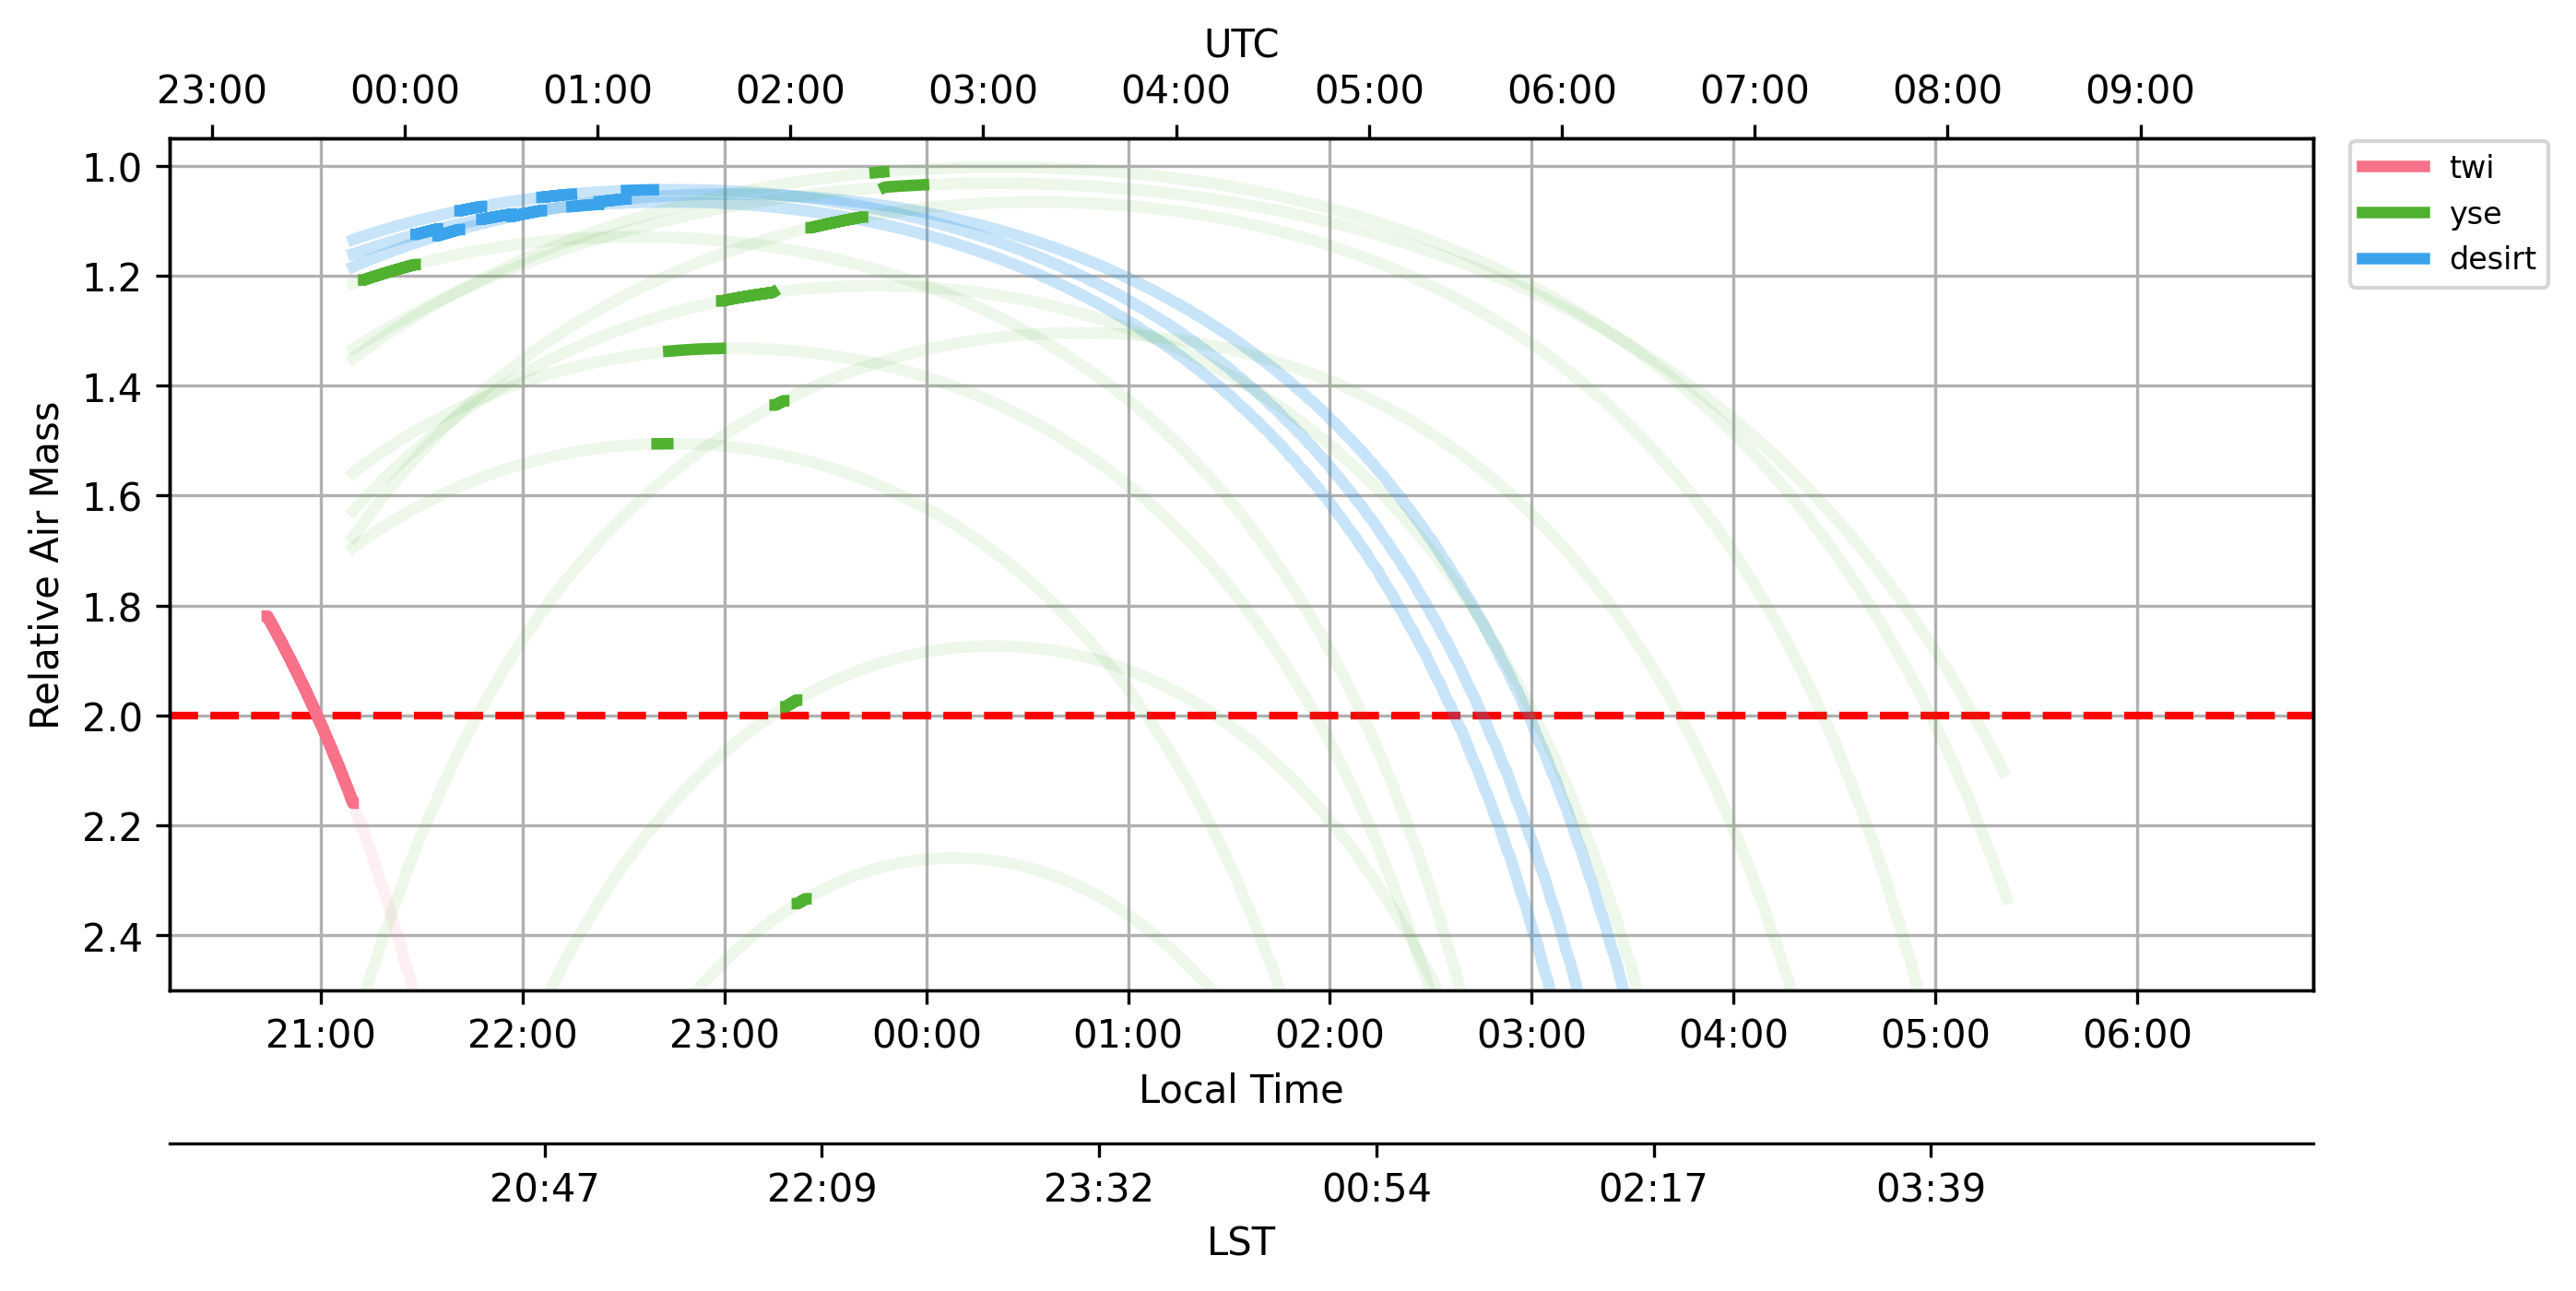 UTC
23:00 00:00 01:00 02:00 03:00 04:00 05:00 06:00 07:00 08:00 09:00
1.0
1.2
1.4
1.6
1.8
2.0
2.2
2.4
Relative Air Mass
twi
yse
desirt
21:00 22:00 23:00 00:00 01:00 02:00 03:00 04:00 05:00 06:00
Local Time
20:47 22:09 23:32 00:54 02:17 03:39
LST